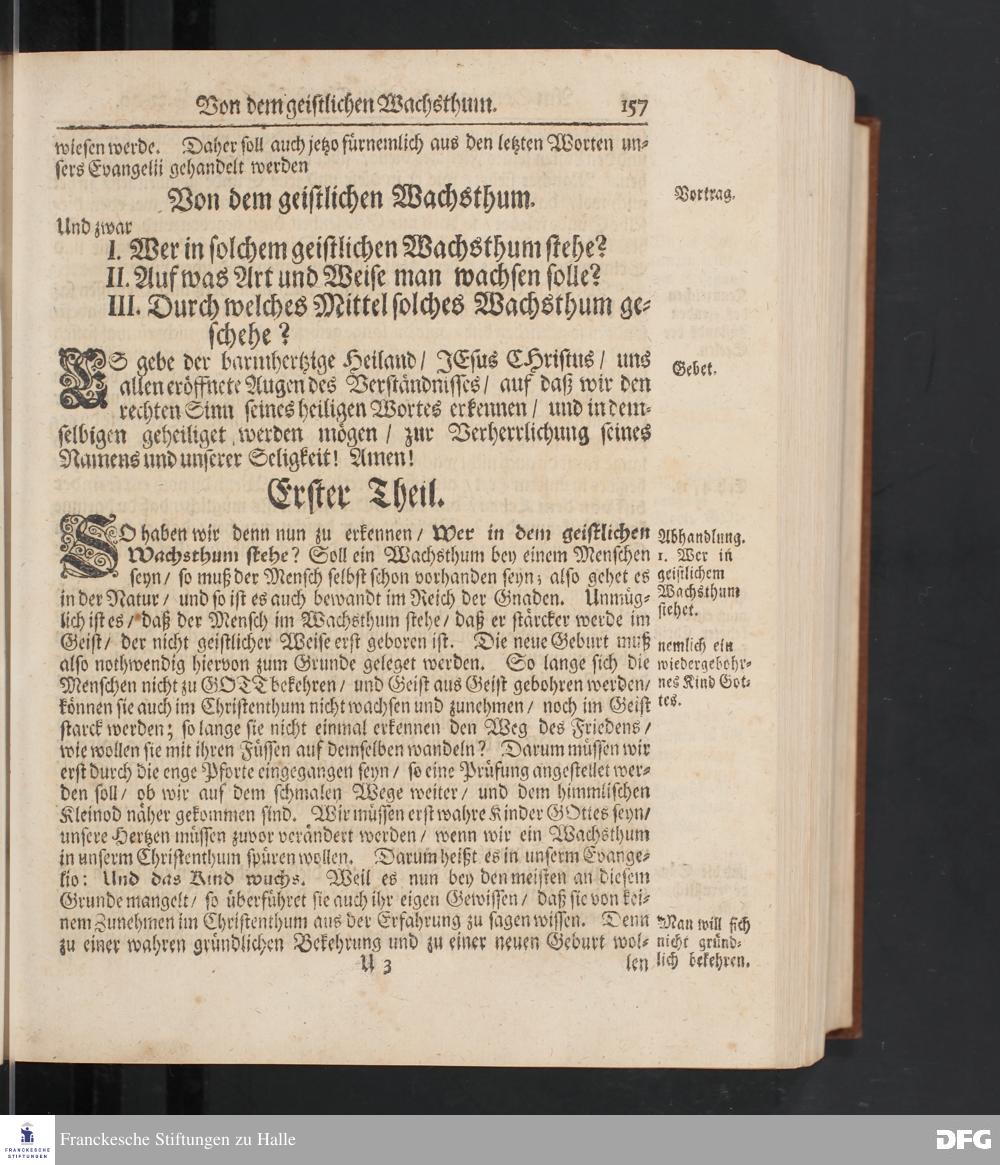 Von dem geistlichen Wachsthum. 157
wiesen werde. Daher soll auch jetzo fürnemlich aus den letzten Worten un-
sers Evangelii gehandelt werden
Von dem geistlichen Wachsthum.
Vortrag.
Und zwar
I. Wer in solchem geistlichen Wachsthum stehe?
II. Auf was Art und Weise man wachsen solle?
III. Durch welches Mittel solches Wachsthum ge-
schehe?
ES gebe der barmhertzige Heiland/ JEsus CHristus/ uns
allen eröffnete Augen des Verständnisses/ auf daß wir den
rechten Sinn seines heiligen Wortes erkennen/ und in dem-
selbigen geheiliget werden mögen/ zur Verherrlichung seines
Namens und unserer Seligkeit! Amen!
Gebet.
Erster Theil.
SO haben wir denn nun zu erkennen/ Wer in dem geistlichen
Wachsthum stehe? Soll ein Wachsthum bey einem Menschen
seyn/ so muß der Mensch selbst schon vorhanden seyn; also gehet es
in der Natur/ und so ist es auch bewandt im Reich der Gnaden. Unmüg-
lich ist es/ daß der Mensch im Wachsthum stehe/ daß er stärcker werde im
Geist/ der nicht geistlicher Weise erst geboren ist. Die neue Geburt muß
also nothwendig hiervon zum Grunde geleget werden. So lange sich die
Menschen nicht zu GOTT bekehren/ und Geist aus Geist gebohren werden/
können sie auch im Christenthum nicht wachsen und zunehmen/ noch im Geist
starck werden; so lange sie nicht einmal erkennen den Weg des Friedens/
wie wollen sie mit ihren Füssen auf demselben wandeln? Darum müssen wir
erst durch die enge Pforte eingegangen seyn/ so eine Prüfung angestellet wer-
den soll/ ob wir auf dem schmalen Wege weiter/ und dem himmlischen
Kleinod näher gekommen sind. Wir müssen erst wahre Kinder GOttes seyn/
unsere Hertzen müssen zuvor verändert werden/ wenn wir ein Wachsthum
in unserm Christenthum spüren wollen. Darum heißt es in unserm Evange-
lio: Und das Kind wuchs. Weil es nun bey den meisten an diesem
Grunde mangelt/ so überführet sie auch ihr eigen Gewissen/ daß sie von kei-
nem Zunehmen im Christenthum aus der Erfahrung zu sagen wissen. Denn
zu einer wahren gründlichen Bekehrung und zu einer neuen Geburt wol-
U 3 len
Abhandlung.
1. Wer in
geistlichem
Wachsthum
stehet.
nemlich ein
wiedergebohr-
nes Kind Got-
tes.
Man will sich
nicht gründ-
lich bekehren.
FRANCKESCHE
STIFTUNGEN
Franckesche Stiftungen zu Halle
DFG